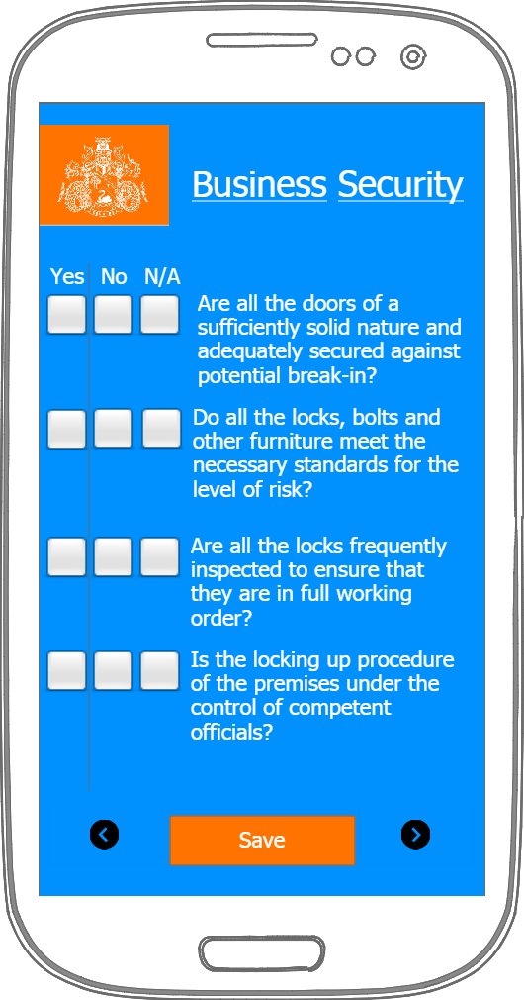 Business Security
Yes No N/A
Are all the doors of a
sufficiently solid nature and
adequately secured against
potential break-in?
Do all the locks, bolts and
other furniture meet the
necessary standards for the
level of risk?
Are all the locks frequently
inspected to ensure that
they are in full working
order?
Is the locking up procedure
of the premises under the
control of competent
officials?
Save